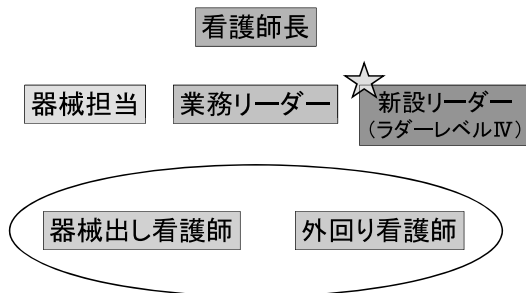 看護師長
器械担当
業務リーダー
新設リーダー
（ラダーレベルⅣ）
器械出し看護師
外回り看護師